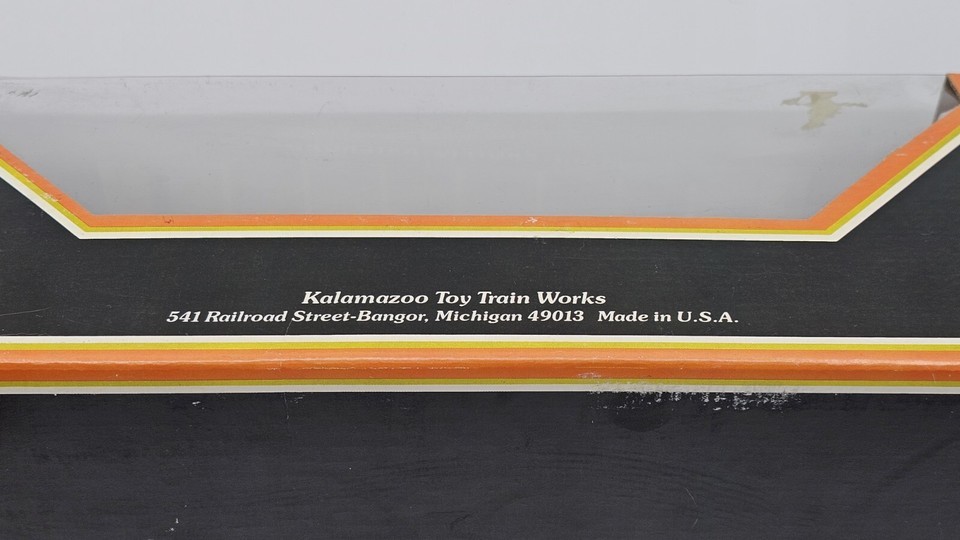 Kalamazoo Toy Train Works
541 Railroad Street-Bangor, Michigan 49013 Made in U.S.A.